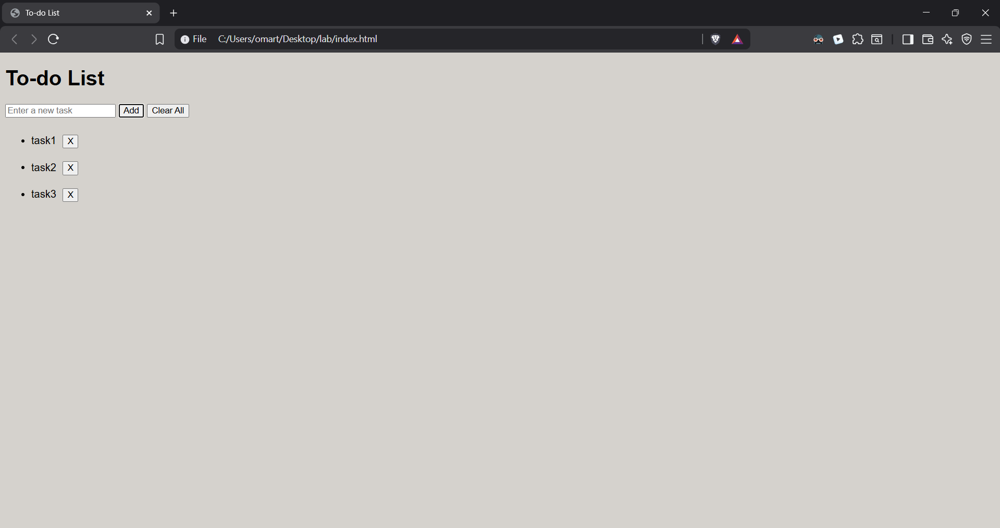 To-do List
File C:/Users/omart/Desktop/lab/index.html
To-do List
Enter a new task Add Clear All
• task1 X
• task2 X
• task3 X